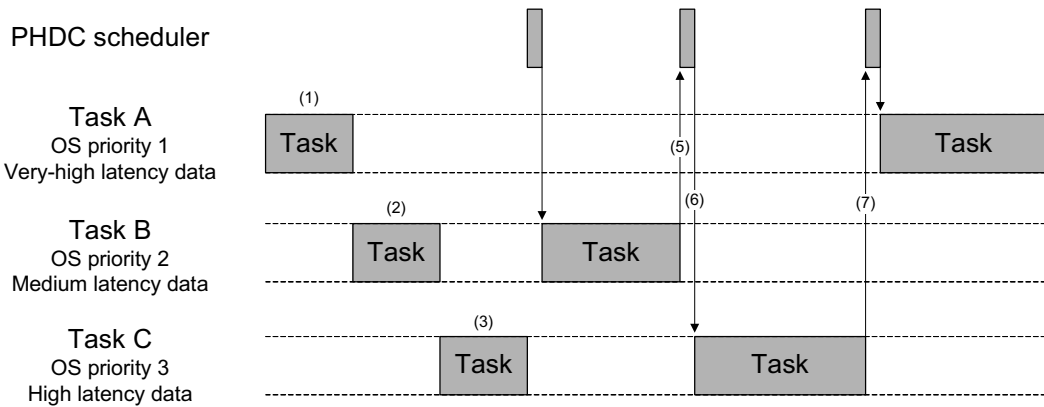 PHDC scheduler
(1)
Task A
OS priority 1
Very-high latency data
Task
Task
(5)
(2)
(6)
(7)
Task B
OS priority 2
Medium latency data
Task
Task
(3)
Task C
OS priority 3
High latency data
Task
Task